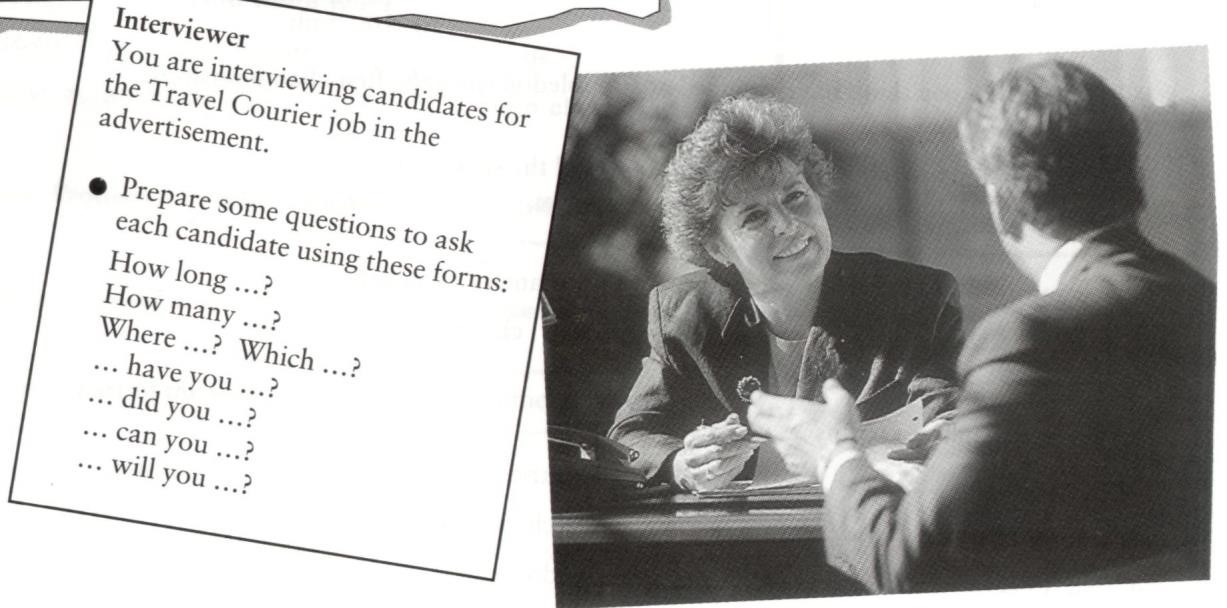 Interviewer
You are interviewing candidates for
the Travel Courier job in the
advertisement.
● Prepare some questions to ask
each candidate using these forms:
How long ...?
How many ...?
Where ...? Which ...?
... have you ...?
... did you ...?
... can you ...?
... will you ...?